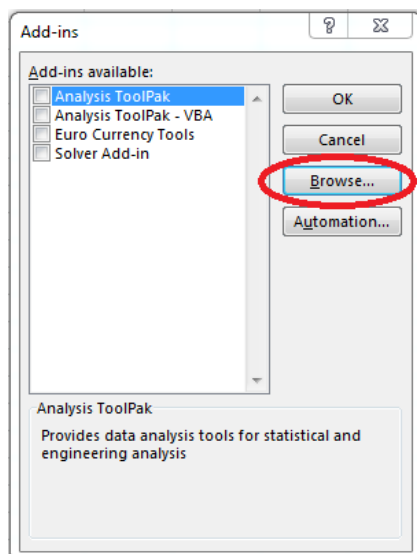 Add-ins
Add-ins available:
Analysis ToolPak
Analysis ToolPak - VBA
Euro Currency Tools
Solver Add-in
OK
Cancel
Browse...
Automation...
Analysis ToolPak
Provides data analysis tools for statistical and
engineering analysis